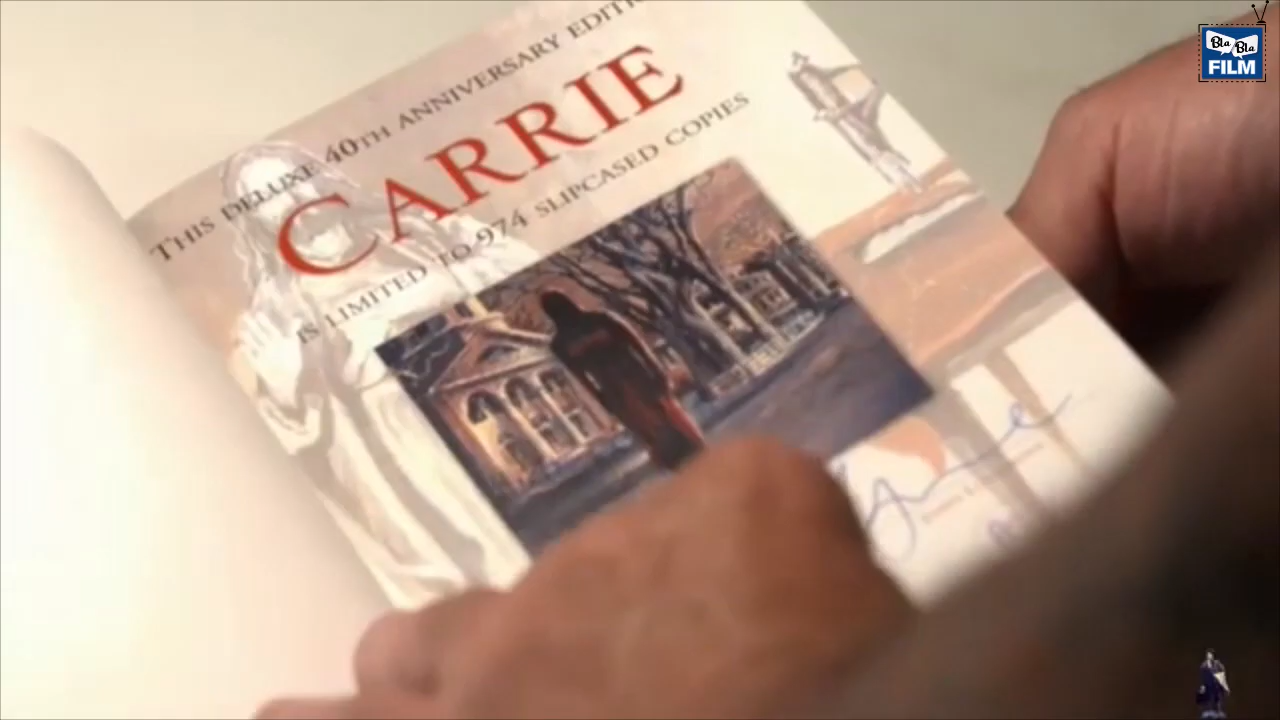 THIS DELUXE 40TH ANNIVERSARY EDITI
CARRIE
IS LIMITED TO 974 SLIPCASED COPIES
Bla Bla
FILM